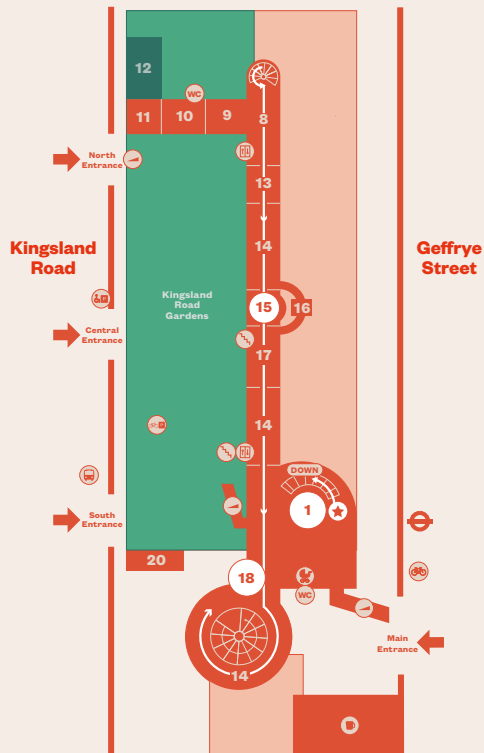 12
WC
11
10
9
8
North
Entrance
13
14
Kingsland
Road
Geffrye
Street
Kingsland
Road
Gardens
15
16
P
Central
Entrance
17
14
P
DOWN
1
South
Entrance
20
18
WC
Main
Entrance
14